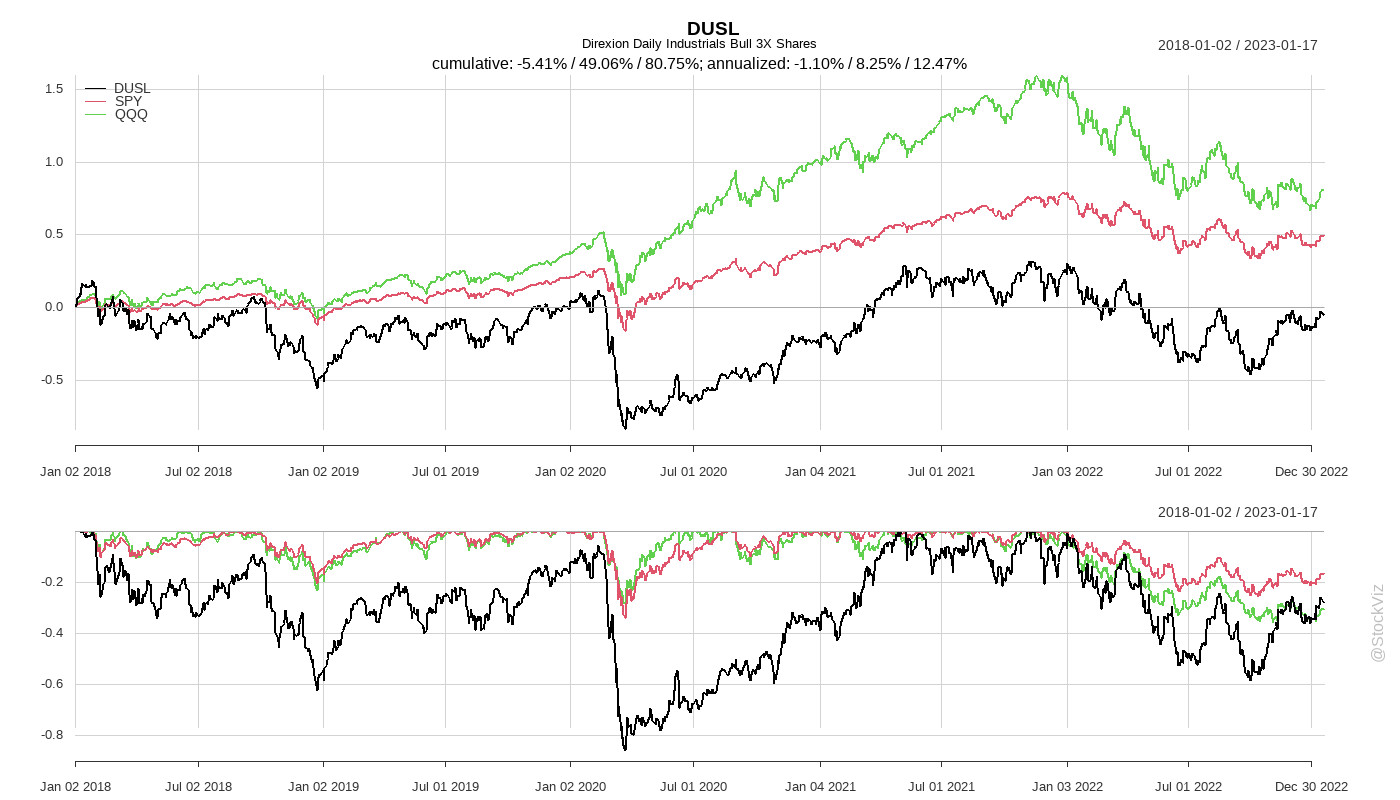 DUSL
Direxion Daily Industrials Bull 3X Shares
2018-01-02 / 2023-01-17
cumulative: -5.41% / 49.06% / 80.75%; annualized: -1.10% / 8.25% / 12.47%
DUSL
SPY
QQQ
1.5
1.0
0.5
0.0
-0.5
Jan 02 2018 Jul 02 2018 Jan 02 2019 Jul 01 2019 Jan 02 2020 Jul 01 2020 Jan 04 2021 Jul 01 2021 Jan 03 2022 Jul 01 2022 Dec 30 2022
2018-01-02 / 2023-01-17
-0.2
-0.4
-0.6
-0.8
Jan 02 2018 Jul 02 2018 Jan 02 2019 Jul 01 2019 Jan 02 2020 Jul 01 2020 Jan 04 2021 Jul 01 2021 Jan 03 2022 Jul 01 2022 Dec 30 2022
@StockViz